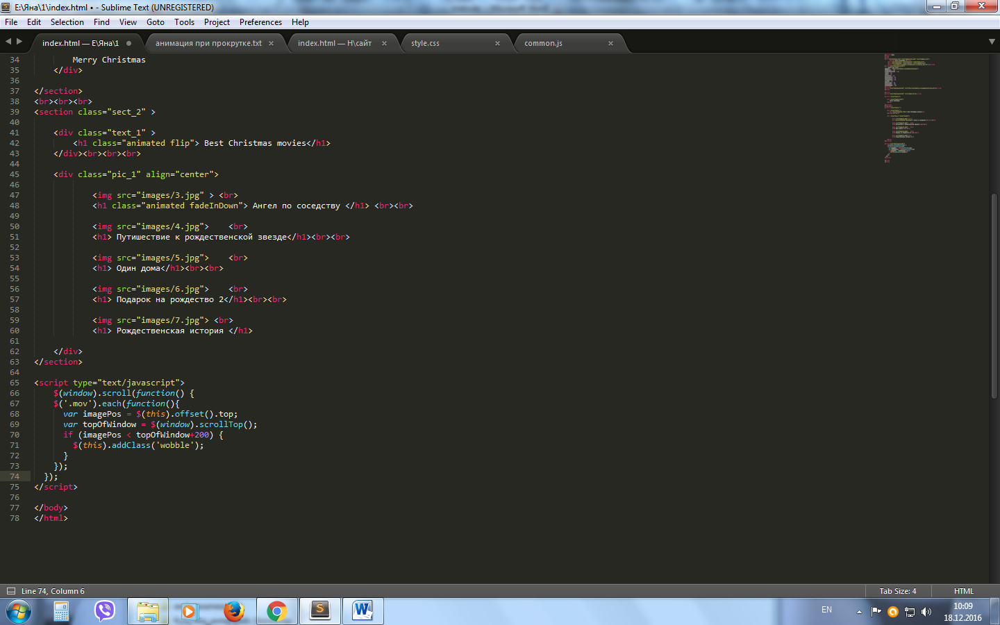 E:\Яна\1\index.html • - Sublime Text (UNREGISTERED)
File Edit Selection Find View Goto Tools Project Preferences Help
index.html — E\Яна\1 анимация при прокрутке.txt × index.html — H\сайт × style.css × common.js ×
34 Merry Christmas
35 </div>
36
37 </section>
38 <br><br><br>
39 <section class="sect_2" >
40
41 <div class="text_1" >
42 <h1 class="animated flip"> Best Christmas movies</h1>
43 </div><br><br><br>
44
45 <div class="pic_1" align="center">
46
47 <img src="images/3.jpg" > <br>
48 <h1 class="animated fadeInDown"> Ангел по соседству </h1> <br><br>
49
50 <img src="images/4.jpg"> <br>
51 <h1> Путишествие к рождественской звезде</h1><br><br>
52
53 <img src="images/5.jpg"> <br>
54 <h1> Один дома</h1><br><br>
55
56 <img src="images/6.jpg"> <br>
57 <h1> Подарок на рождество 2</h1><br><br>
58
59 <img src="images/7.jpg"> <br>
60 <h1> Рождественская история </h1>
61
62 </div>
63 </section>
64
65 <script type="text/javascript">
66 $(window).scroll(function() {
67 $('.mov').each(function(){
68 var imagePos = $(this).offset().top;
69 var topOfWindow = $(window).scrollTop();
70 if (imagePos < topOfWindow+200) {
71 $(this).addClass('wobble');
72 }
73 });
74 });
75 </script>
76
77 </body>
78 </html>
Line 74, Column 6 Tab Size: 4 HTML
EN 10:09
18.12.2016